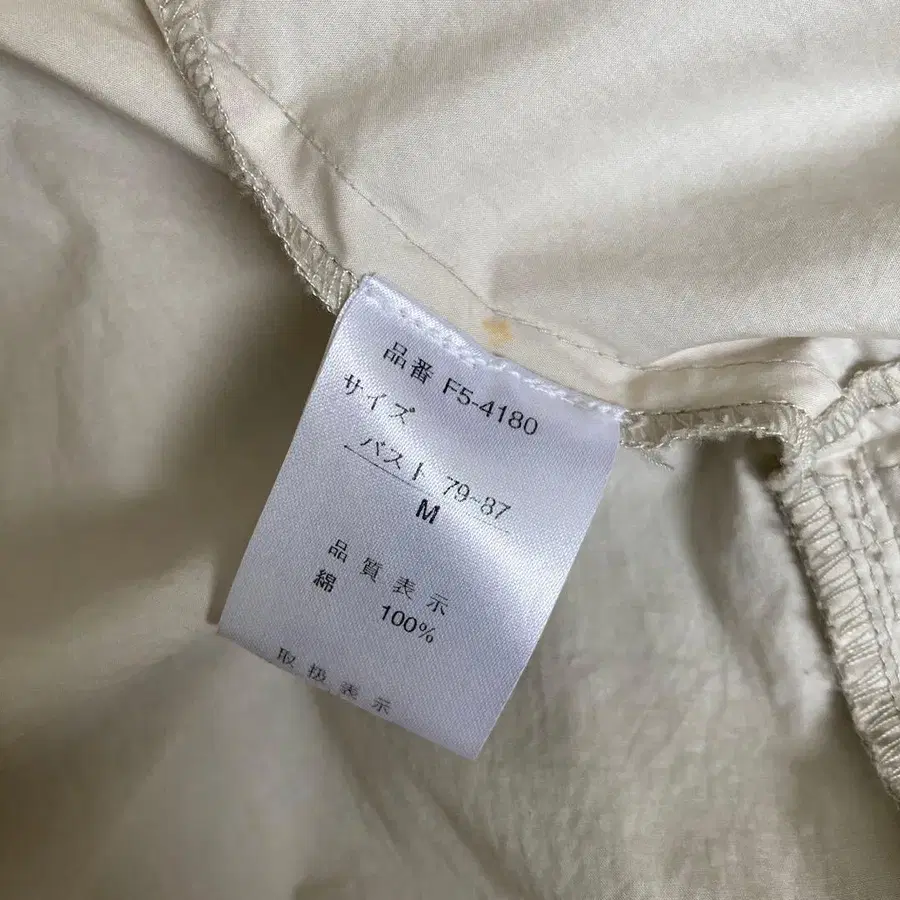 品番 F5-4180
サイズ
バスト 79~87
M
品質表示
綿 100%
取扱表示